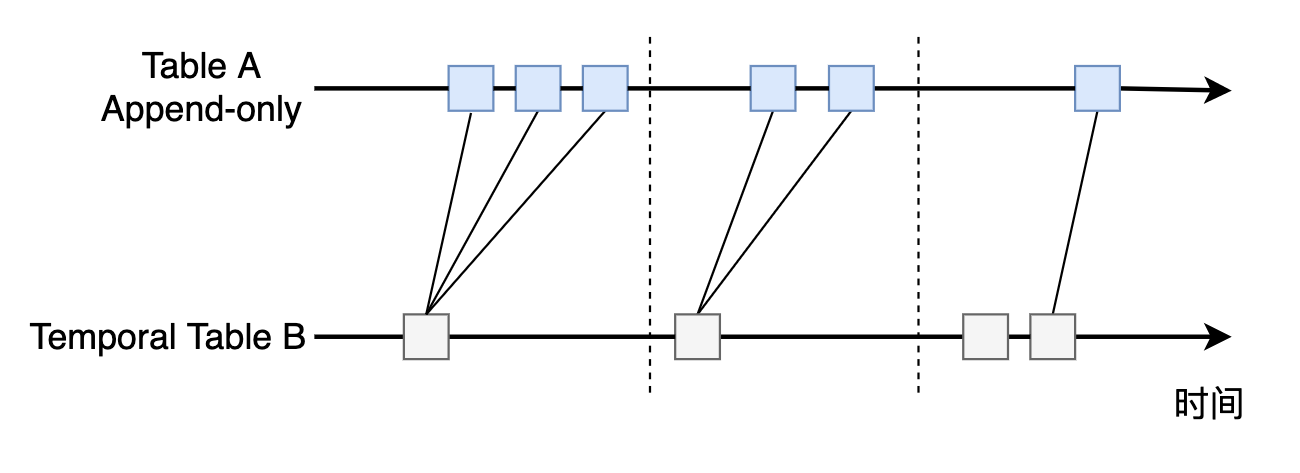 Table A
Append-only
Temporal Table B
时间